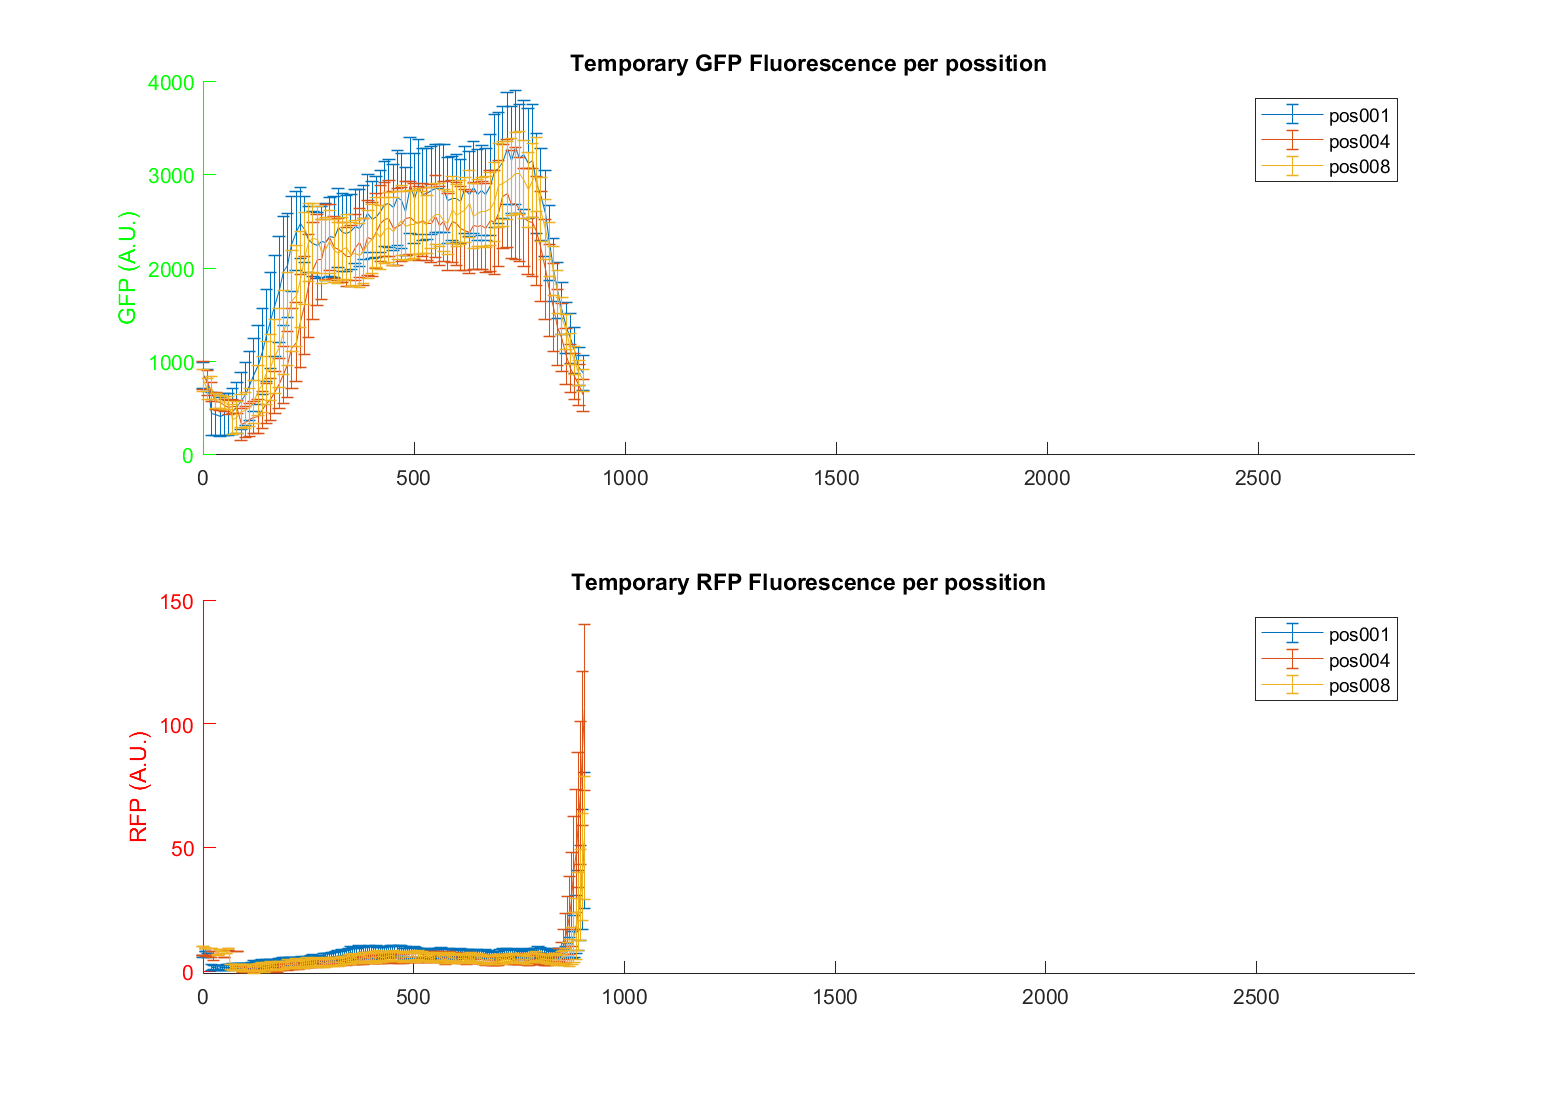 Temporary GFP Fluorescence per possition
4000
3000
2000
1000
0
GFP (A.U.)
pos001
pos004
pos008
0 500 1000 1500 2000 2500
Temporary RFP Fluorescence per possition
150
100
50
0
RFP (A.U.)
pos001
pos004
pos008
0 500 1000 1500 2000 2500